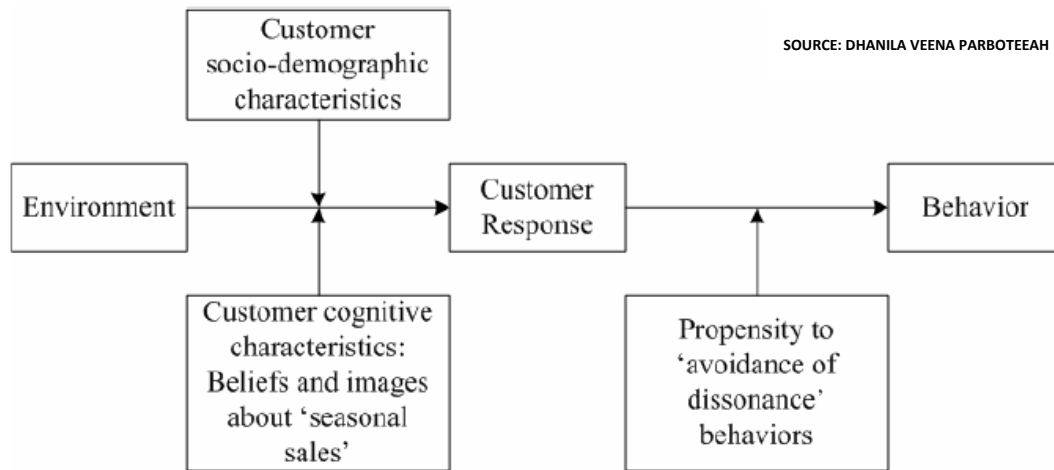 Customer
socio-demographic
characteristics
SOURCE: DHANILA VEENA PARBOTEEAH
Environment
Customer
Response
Behavior
Customer cognitive
characteristics:
Beliefs and images
about ‘seasonal
sales’
Propensity to
‘avoidance of
dissonance’
behaviors